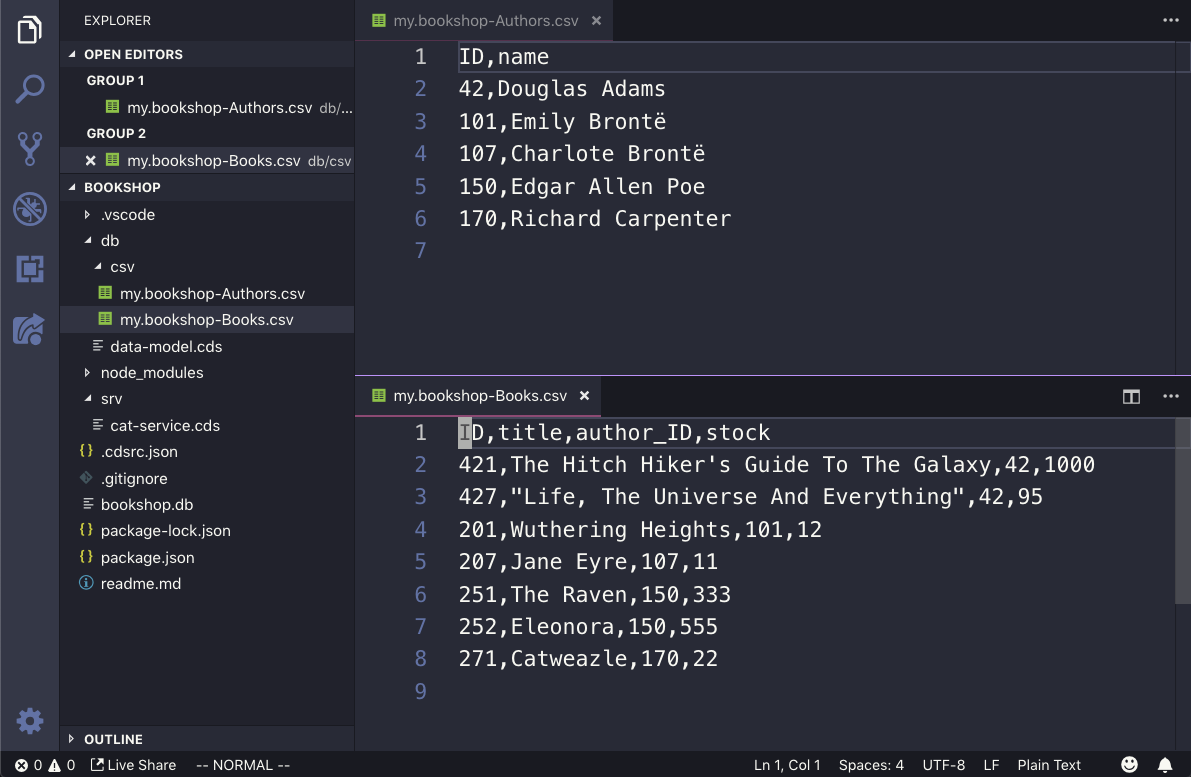 EXPLORER
OPEN EDITORS
GROUP 1
my.bookshop-Authors.csv db/...
GROUP 2
my.bookshop-Books.csv db/csv
BOOKSHOP
.vscode
db
csv
my.bookshop-Authors.csv
my.bookshop-Books.csv
data-model.cds
node_modules
srv
cat-service.cds
{} .cdsrc.json
.gitignore
bookshop.db
{} package-lock.json
{} package.json
readme.md
OUTLINE
my.bookshop-Authors.csv
1 ID,name
2 42,Douglas Adams
3 101,Emily Brontë
4 107,Charlote Brontë
5 150,Edgar Allen Poe
6 170,Richard Carpenter
7
my.bookshop-Books.csv
1 ID,title,author_ID,stock
2 421,The Hitch Hiker's Guide To The Galaxy,42,1000
3 427,"Life, The Universe And Everything",42,95
4 201,Wuthering Heights,101,12
5 207,Jane Eyre,107,11
6 251,The Raven,150,333
7 252,Eleonora,150,555
8 271,Catweazle,170,22
9
0 0 Live Share -- NORMAL -- Ln 1, Col 1 Spaces: 4 UTF-8 LF Plain Text